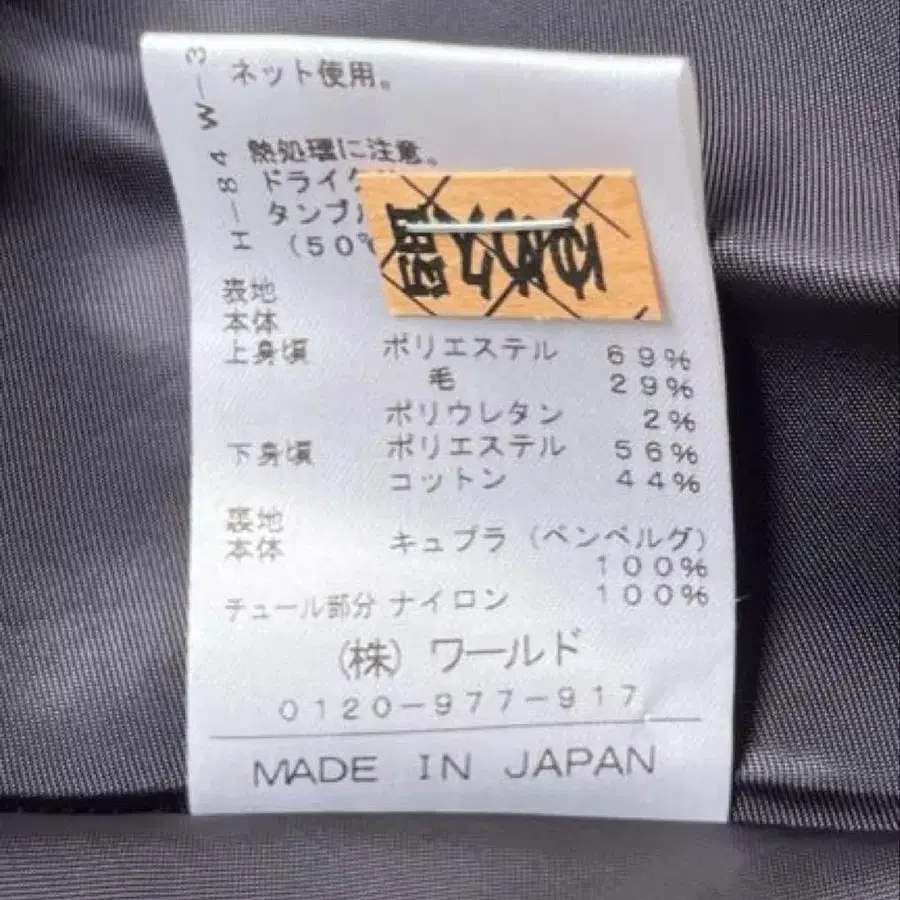 W-3
ネット使用。
熱処理に注意。
H-84
ドライク
タンブル
(50%
表地
本体
上身頃 ポリエステル 69%
毛 29%
ポリウレタン 2%
下身頃 ポリエステル 56%
コットン 44%
表地
本体 キュプラ(ベンベルグ)
100%
チュール部分 ナイロン 100%
(株)ワールド
0120-977-917
MADE IN JAPAN